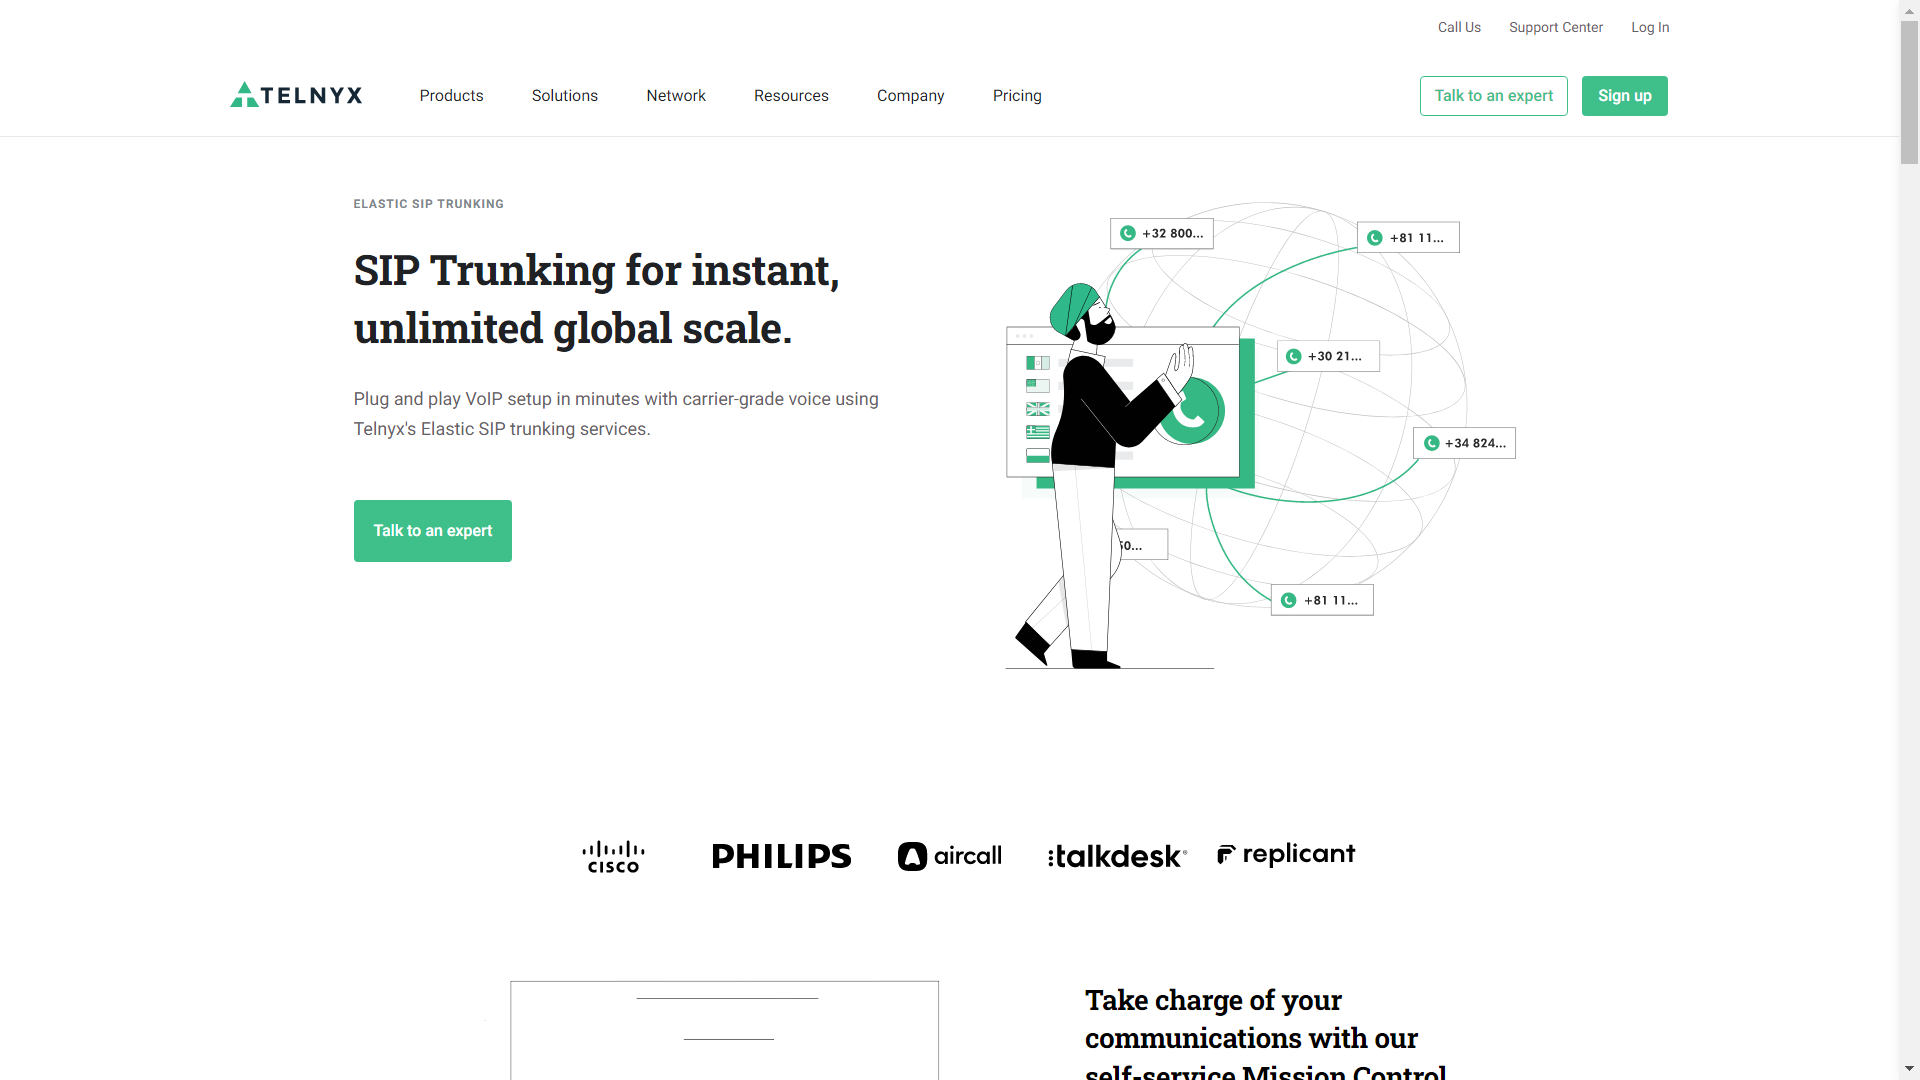 Call Us Support Center Log In
TELNYX Products Solutions Network Resources Company Pricing Talk to an expert Sign up
ELASTIC SIP TRUNKING
SIP Trunking for instant,
unlimited global scale.
Plug and play VoIP setup in minutes with carrier-grade voice using
Telnyx's Elastic SIP trunking services.
Talk to an expert
+32 800...
+81 11...
+30 21...
+34 824...
50...
+81 11...
CISCO PHILIPS aircall talkdesk® replicant
Take charge of your
communications with our
self-service Mission Control